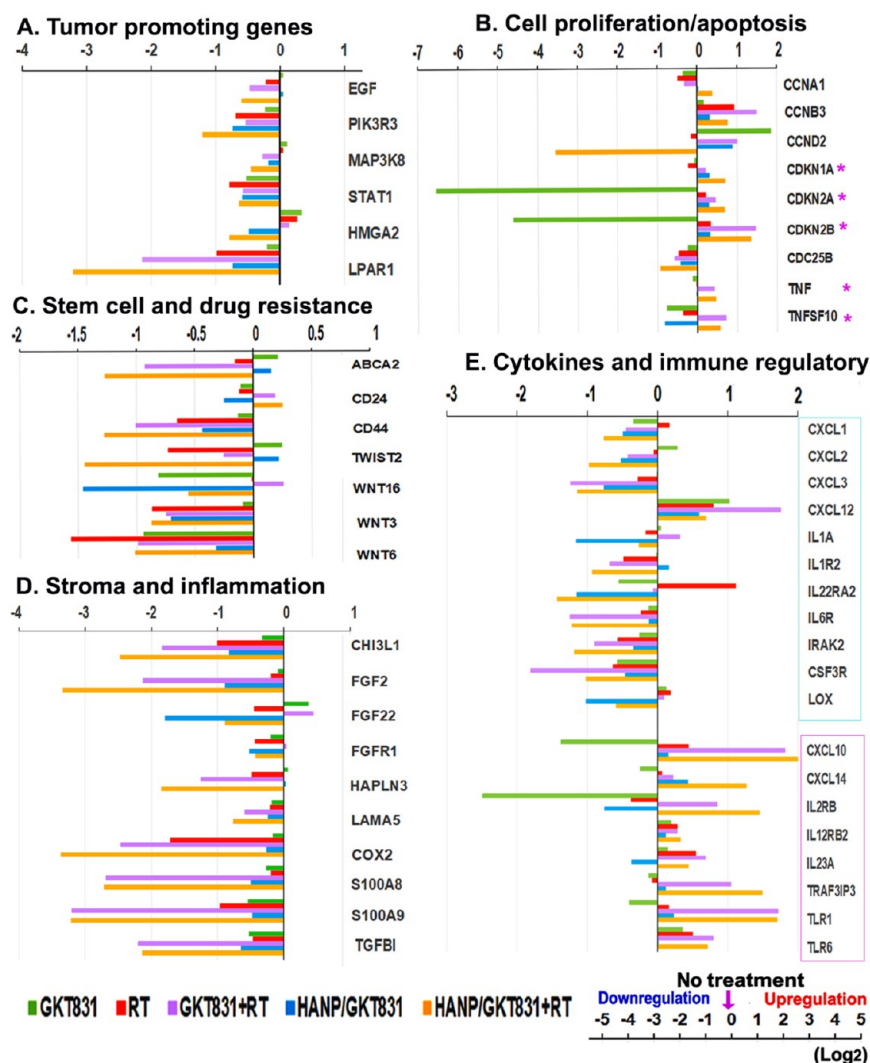 A. Tumor promoting genes
-4 -3 -2 -1 0 1
EGF
PIK3R3
MAP3K8
STAT1
HMGA2
LPAR1
B. Cell proliferation/apoptosis
-7 -6 -5 -4 -3 -2 -1 0 1 2
CCNA1
CCNB3
CCND2
CDKN1A *
CDKN2A *
CDKN2B *
CDC25B
TNF *
TNFSF10 *
C. Stem cell and drug resistance
-2 -1 -1 -0.5 0 0.5 1
ABCA2
CD24
CD44
TWIST2
WNT16
WNT3
WNT6
D. Stroma and inflammation
-4 -3 -2 -1 0 1
CHI3L1
FGF2
FGF22
FGFR1
HAPLN3
LAMA5
COX2
S100A8
S100A9
TGFBI
E. Cytokines and immune regulatory
-3 -2 -1 0 1 2
CXCL1
CXCL2
CXCL3
CXCL12
IL1A
IL1R2
IL22RA2
IL6R
IRAK2
CSF3R
LOX
CXCL10
CXCL14
IL2RB
IL12RB2
IL23A
TRAF3IP3
TLR1
TLR6
GKT831 RT GKT831+RT HANP/GKT831 HANP/GKT831+RT
No treatment
Downregulation Upregulation
-5 -4 -3 -2 -1 0 1 2 3 4 5
(Log2)